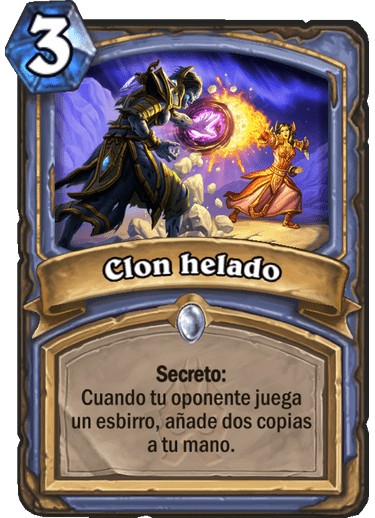 3
Clon helado
Secreto:
Cuando tu oponente juega
un esbirro, añade dos copias
a tu mano.